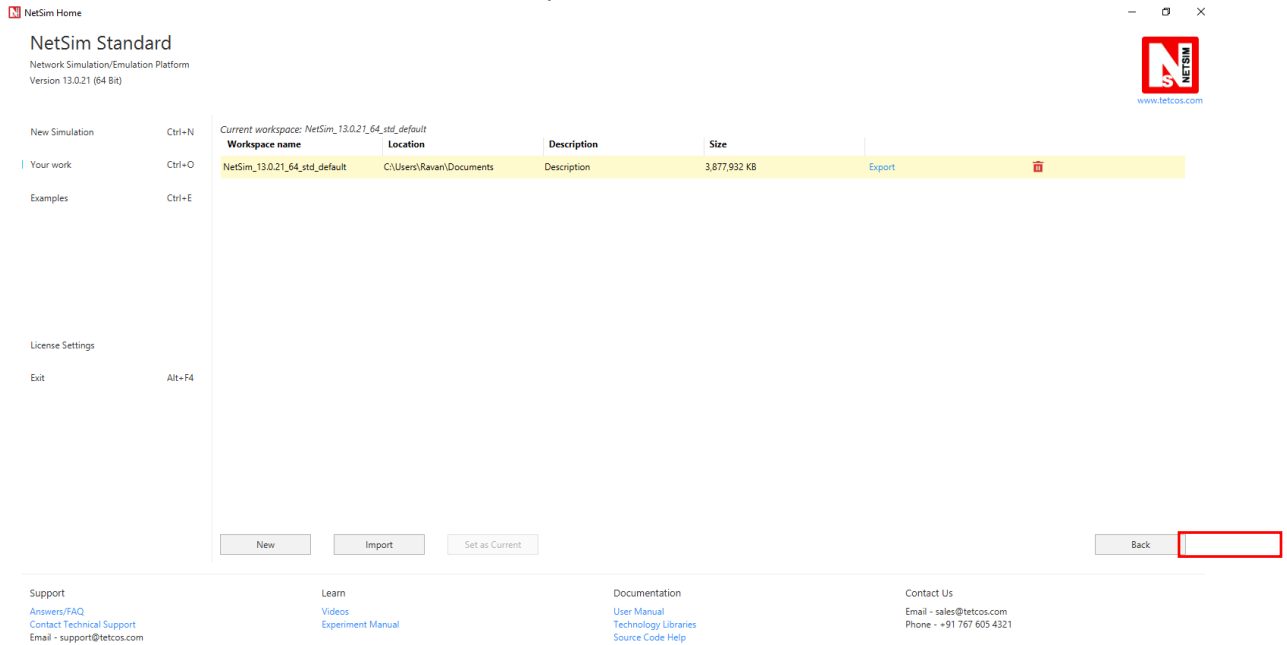 NetSim Home
NetSim Standard
Network Simulation/Emulation Platform
Version 13.0.21 (64 Bit)
NETSIM
www.tetcos.com
New Simulation Ctrl+N
Your work Ctrl+O
Examples Ctrl+E
License Settings
Exit Alt+F4
Current workspace: NetSim_13.0.21_64_std_default
Workspace name Location Description Size
NetSim_13.0.21_64_std_default C:\Users\Ravan\Documents Description 3,877,932 KB Export
New Import Set as Current Back
Support
Answers/FAQ
Contact Technical Support
Email - support@tetcos.com
Learn
Videos
Experiment Manual
Documentation
User Manual
Technology Libraries
Source Code Help
Contact Us
Email - sales@tetcos.com
Phone - +91 767 605 4321